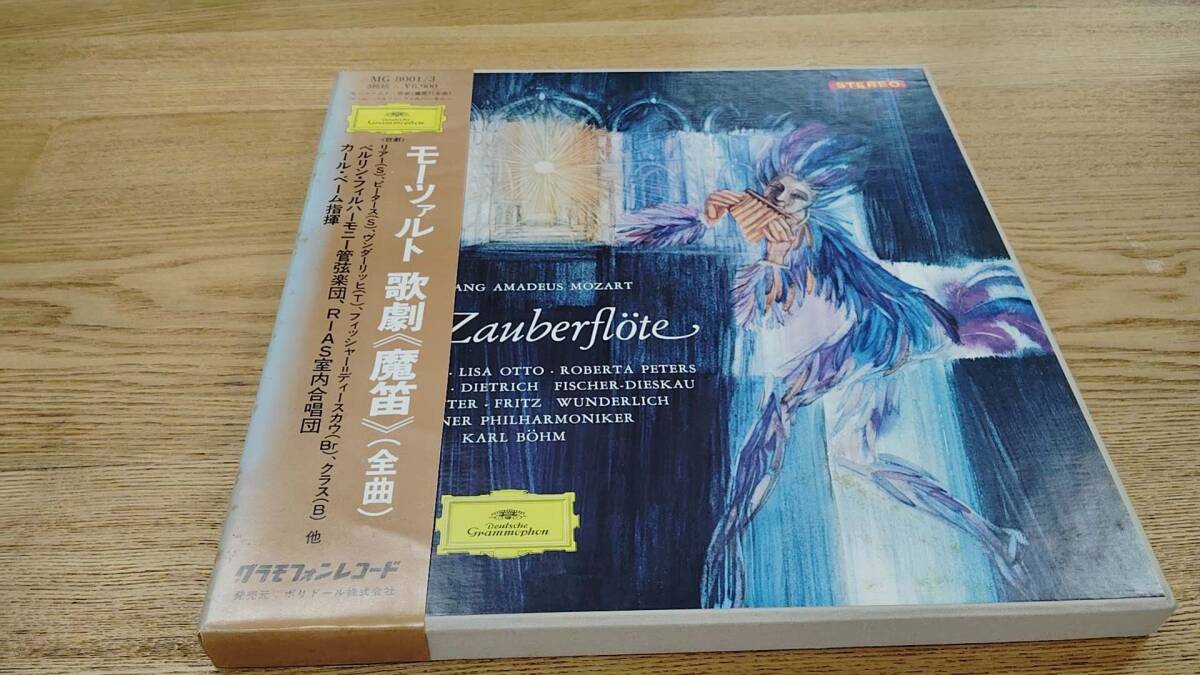 MG 8001/3
3枚組・¥6,900
Deutsche
Grammophon
(歌劇)
モーツァルト 歌劇《魔笛》(全曲)
リアー(S)、ピータース(S)、ヴンダーリッヒ(T)、フィッシャー=ディースカウ(Br)、クラス(B) 他
ベルリン・フィルハーモニー管弦楽団、RIAS室内合唱団
カール・ベーム指揮
グラモフォンレコード
発売元:ポリドール株式会社
STEREO
ANG AMADEUS MOZART
Zauberflöte
· LISA OTTO · ROBERTA PETERS
· DIETRICH FISCHER-DIESKAU
TER · FRITZ WUNDERLICH
NER PHILHARMONIKER
KARL BÖHM
Deutsche
Grammophon